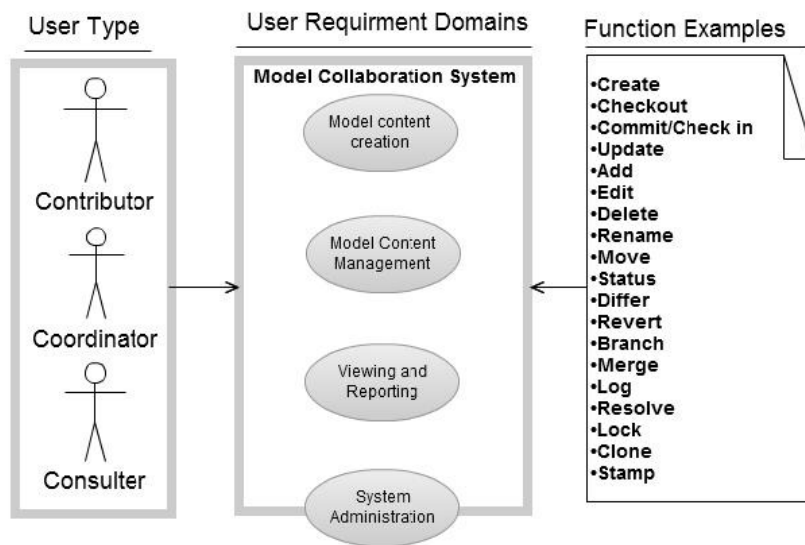 User Type
Contributor
Coordinator
Consulter
User Requirment Domains
Model Collaboration System
Model content
creation
Model Content
Management
Viewing and
Reporting
System
Administration
Function Examples
•Create
•Checkout
•Commit/Check in
•Update
•Add
•Edit
•Delete
•Rename
•Move
•Status
•Differ
•Revert
•Branch
•Merge
•Log
•Resolve
•Lock
•Clone
•Stamp